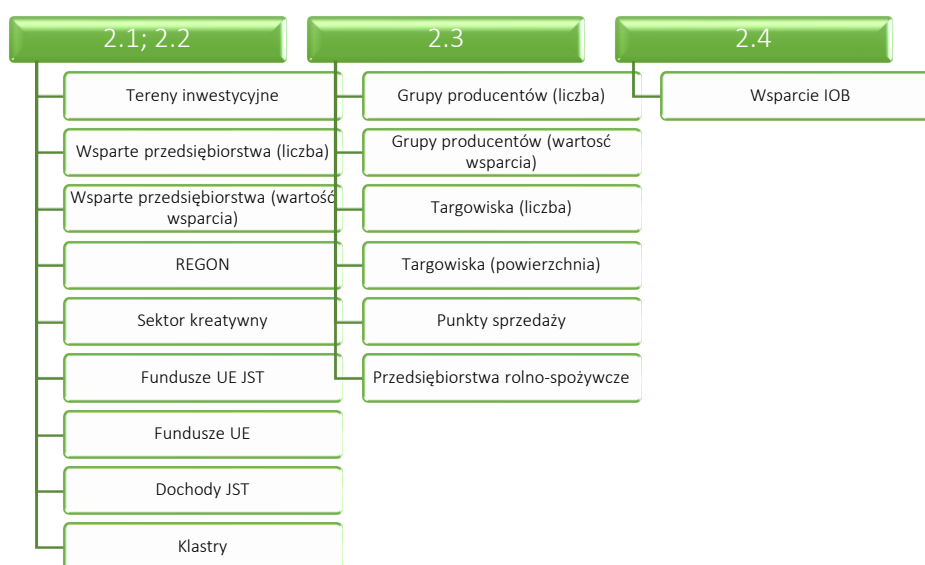 2.1; 2.2
Tereny inwestycyjne
Wsparte przedsiębiorstwa (liczba)
Wsparte przedsiębiorstwa (wartość
wsparcia)
REGON
Sektor kreatywny
Fundusze UE JST
Fundusze UE
Dochody JST
Klastry
2.3
Grupy producentów (liczba)
Grupy producentów (wartosć
wsparcia)
Targowiska (liczba)
Targowiska (powierzchnia)
Punkty sprzedaży
Przedsiębiorstwa rolno-spożywcze
2.4
Wsparcie IOB